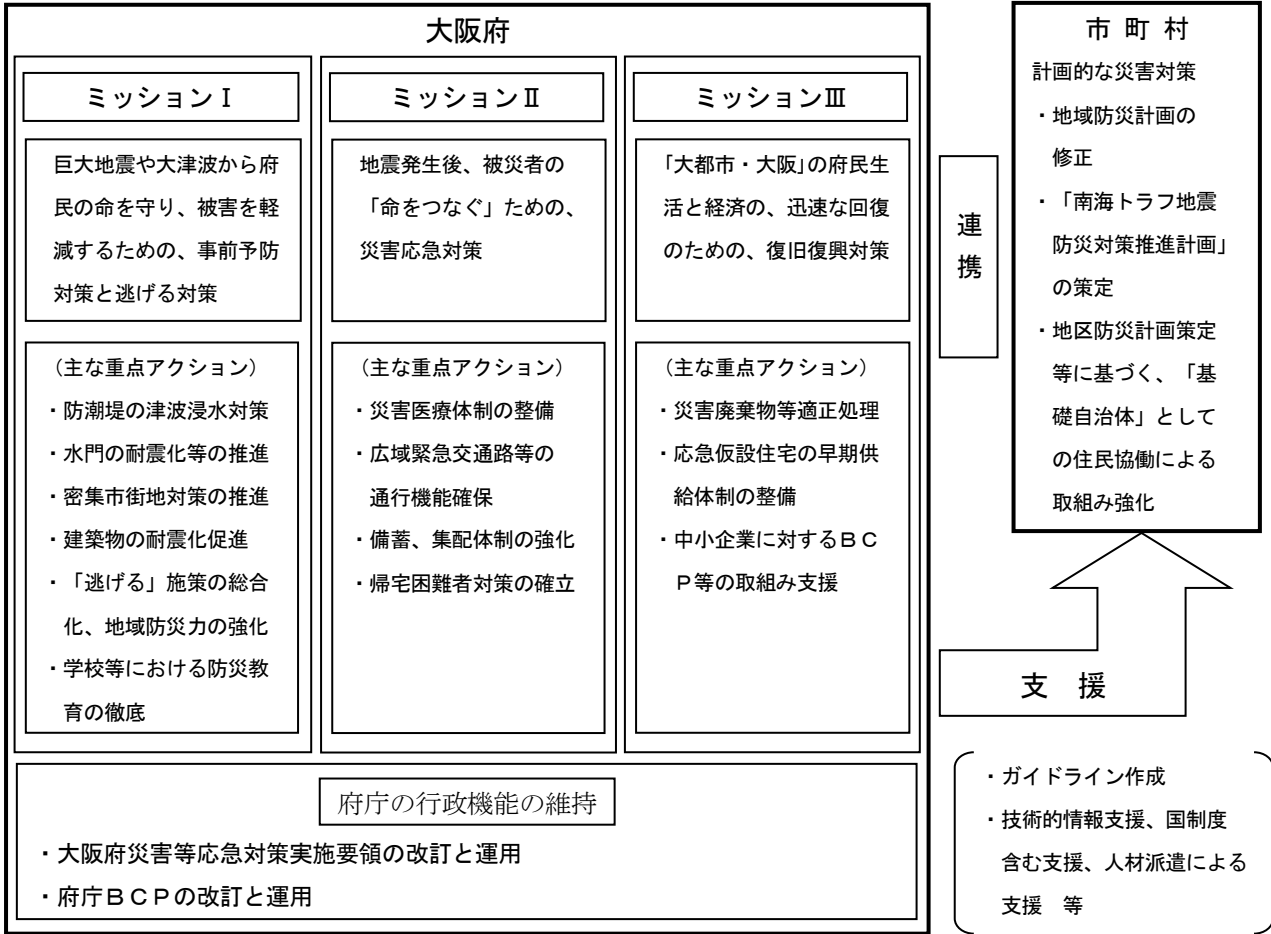 大阪府
ミッションⅠ
巨大地震や大津波から府
民の命を守り、被害を軽
減するための、事前予防
対策と逃げる対策
(主な重点アクション)
・防潮堤の津波浸水対策
・水門の耐震化等の推進
・密集市街地対策の推進
・建築物の耐震化促進
・「逃げる」施策の総合
化、地域防災力の強化
・学校等における防災教
育の徹底
ミッションⅡ
地震発生後、被災者の
「命をつなぐ」ための、
災害応急対策
(主な重点アクション)
・災害医療体制の整備
・広域緊急交通路等の
通行機能確保
・備蓄、集配体制の強化
・帰宅困難者対策の確立
ミッションⅢ
「大都市・大阪」の府民生
活と経済の、迅速な回復
のための、復旧復興対策
(主な重点アクション)
・災害廃棄物等適正処理
・応急仮設住宅の早期供
給体制の整備
・中小企業に対するBC
P等の取組み支援
府庁の行政機能の維持
・大阪府災害等応急対策実施要領の改訂と運用
・府庁BCPの改訂と運用
連
携
市町村
計画的な災害対策
・地域防災計画の
修正
・「南海トラフ地震
防災対策推進計画」
の策定
・地区防災計画策定
等に基づく、「基
礎自治体」として
の住民協働による
取組み強化
支 援
・ガイドライン作成
・技術的情報支援、国制度
含む支援、人材派遣による
支援 等